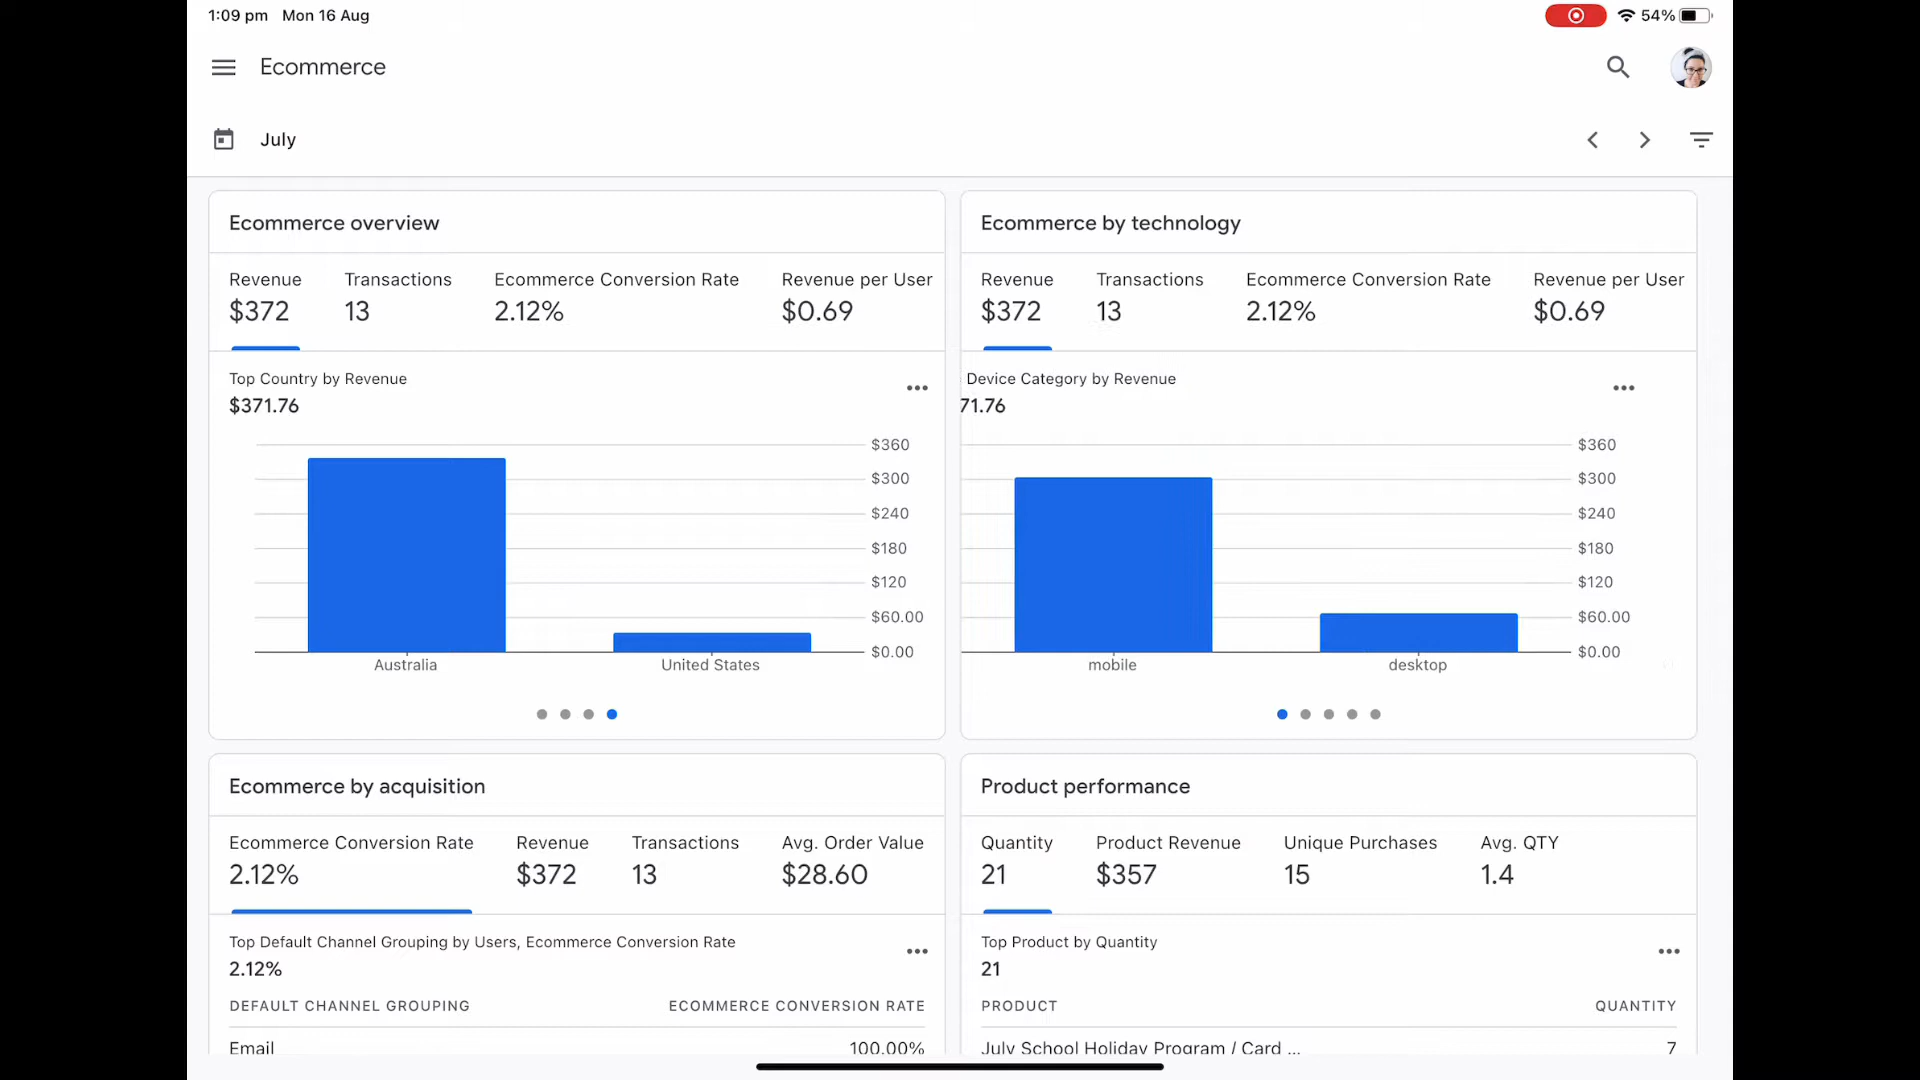 1:09 pm Mon 16 Aug
54%
Ecommerce
July
Ecommerce overview
Revenue Transactions Ecommerce Conversion Rate Revenue per User
$372 13 2.12% $0.69
Top Country by Revenue
$371.76
$360
$300
$240
$180
$120
$60.00
$0.00
Australia United States
Ecommerce by technology
Revenue Transactions Ecommerce Conversion Rate Revenue per User
$372 13 2.12% $0.69
Device Category by Revenue
71.76
$360
$300
$240
$180
$120
$60.00
$0.00
mobile desktop
Ecommerce by acquisition
Ecommerce Conversion Rate Revenue Transactions Avg. Order Value
2.12% $372 13 $28.60
Top Default Channel Grouping by Users, Ecommerce Conversion Rate
2.12%
DEFAULT CHANNEL GROUPING ECOMMERCE CONVERSION RATE
Email 100.00%
Product performance
Quantity Product Revenue Unique Purchases Avg. QTY
21 $357 15 1.4
Top Product by Quantity
21
PRODUCT QUANTITY
July School Holiday Program / Card ... 7